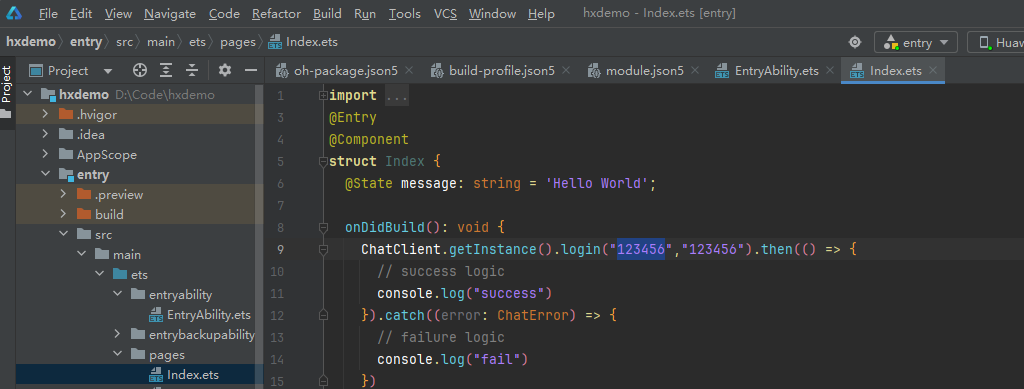 File Edit View Navigate Code Refactor Build Run Tools VCS Window Help hxdemo - Index.ets [entry]
hxdemo entry src main ets pages Index.ets entry Huaw
Project Project oh-package.json5 build-profile.json5 module.json5 EntryAbility.ets Index.ets
hxdemo D:\Code\hxdemo
.hvigor
.idea
AppScope
entry
.preview
build
src
main
ets
entryability
EntryAbility.ets
entrybackupability
pages
Index.ets
1 import ...
3 @Entry
4 @Component
5 struct Index {
6 @State message: string = 'Hello World';
7
8 onDidBuild(): void {
9 ChatClient.getInstance().login("123456","123456").then(() => {
10 // success logic
11 console.log("success")
12 }).catch((error: ChatError) => {
13 // failure logic
14 console.log("fail")
15 })